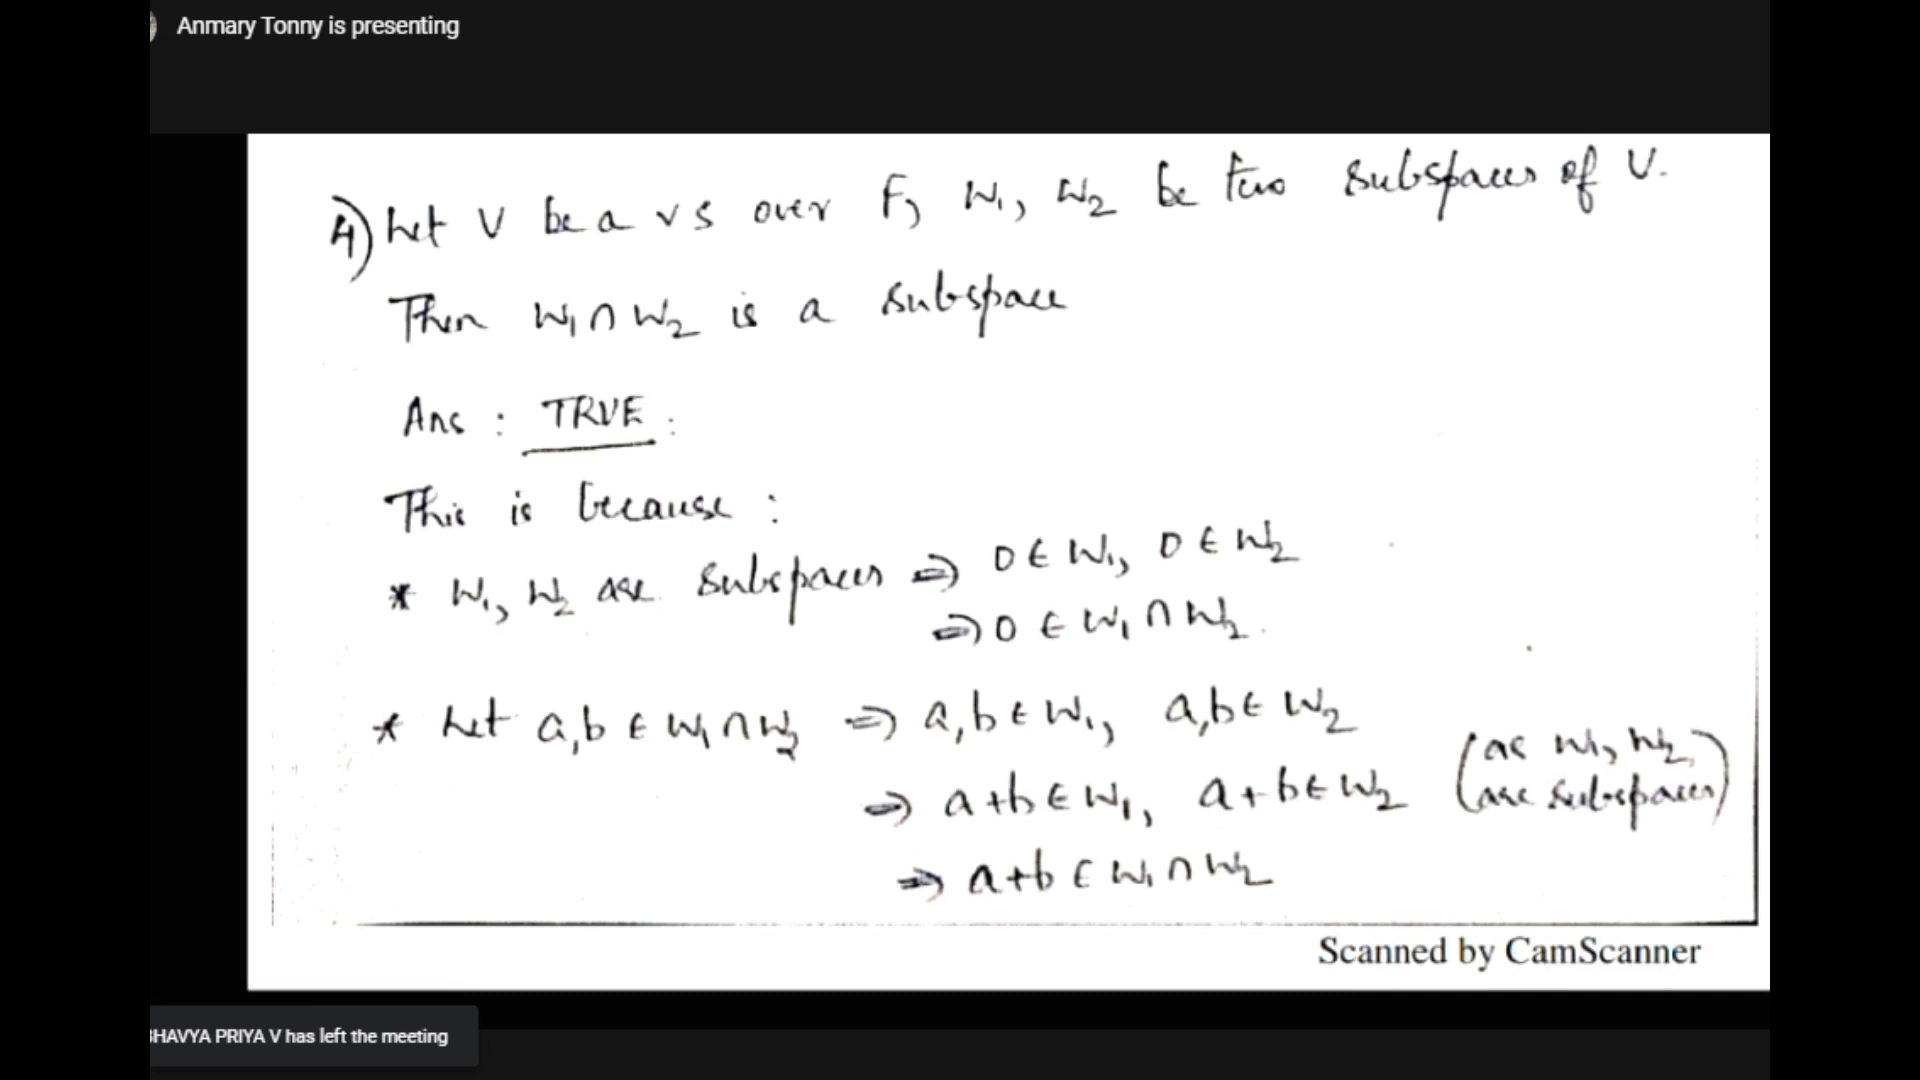 Anmary Tonny is presenting
4) Let V be a vs over F, W₁, W₂ be two subspaces of V.
Then W₁ ∩ W₂ is a subspace
Ans : TRUE.
This is because :
* W₁, W₂ are subspaces ⇒ 0 ∈ W₁, 0 ∈ W₂
⇒ 0 ∈ W₁ ∩ W₂.
* Let a,b ∈ W₁ ∩ W₂ ⇒ a,b ∈ W₁, a,b ∈ W₂
⇒ a+b ∈ W₁, a+b ∈ W₂ (as W₁, W₂ are subspaces)
⇒ a+b ∈ W₁ ∩ W₂
Scanned by CamScanner
BHAVYA PRIYA V has left the meeting